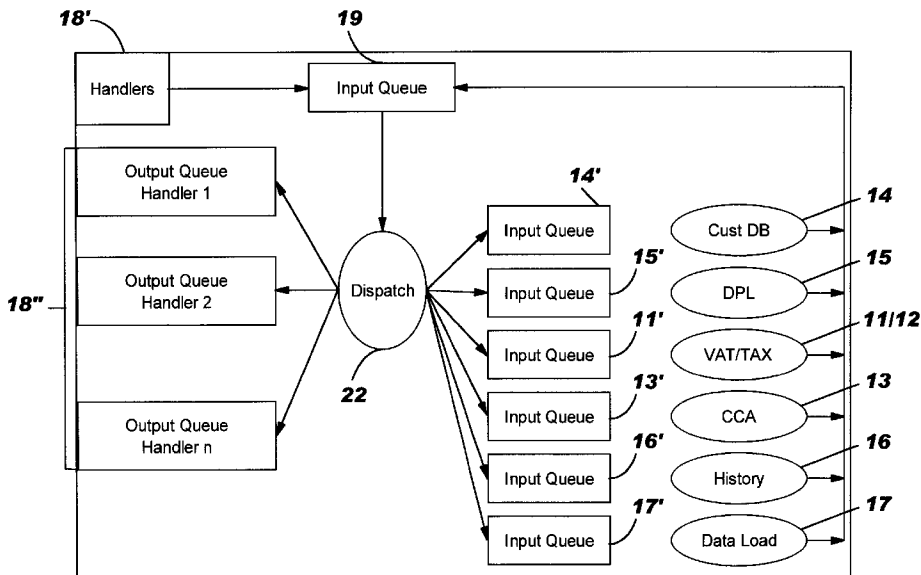 18'
19
Handlers
Input Queue
Output Queue
Handler 1
14'
14
Input Queue
Cust DB
15'
15
Output Queue
Handler 2
Dispatch
Input Queue
DPL
18"
11'
11/12
Input Queue
VAT/TAX
22
13'
13
Output Queue
Handler n
Input Queue
CCA
16'
16
Input Queue
History
17'
17
Input Queue
Data Load